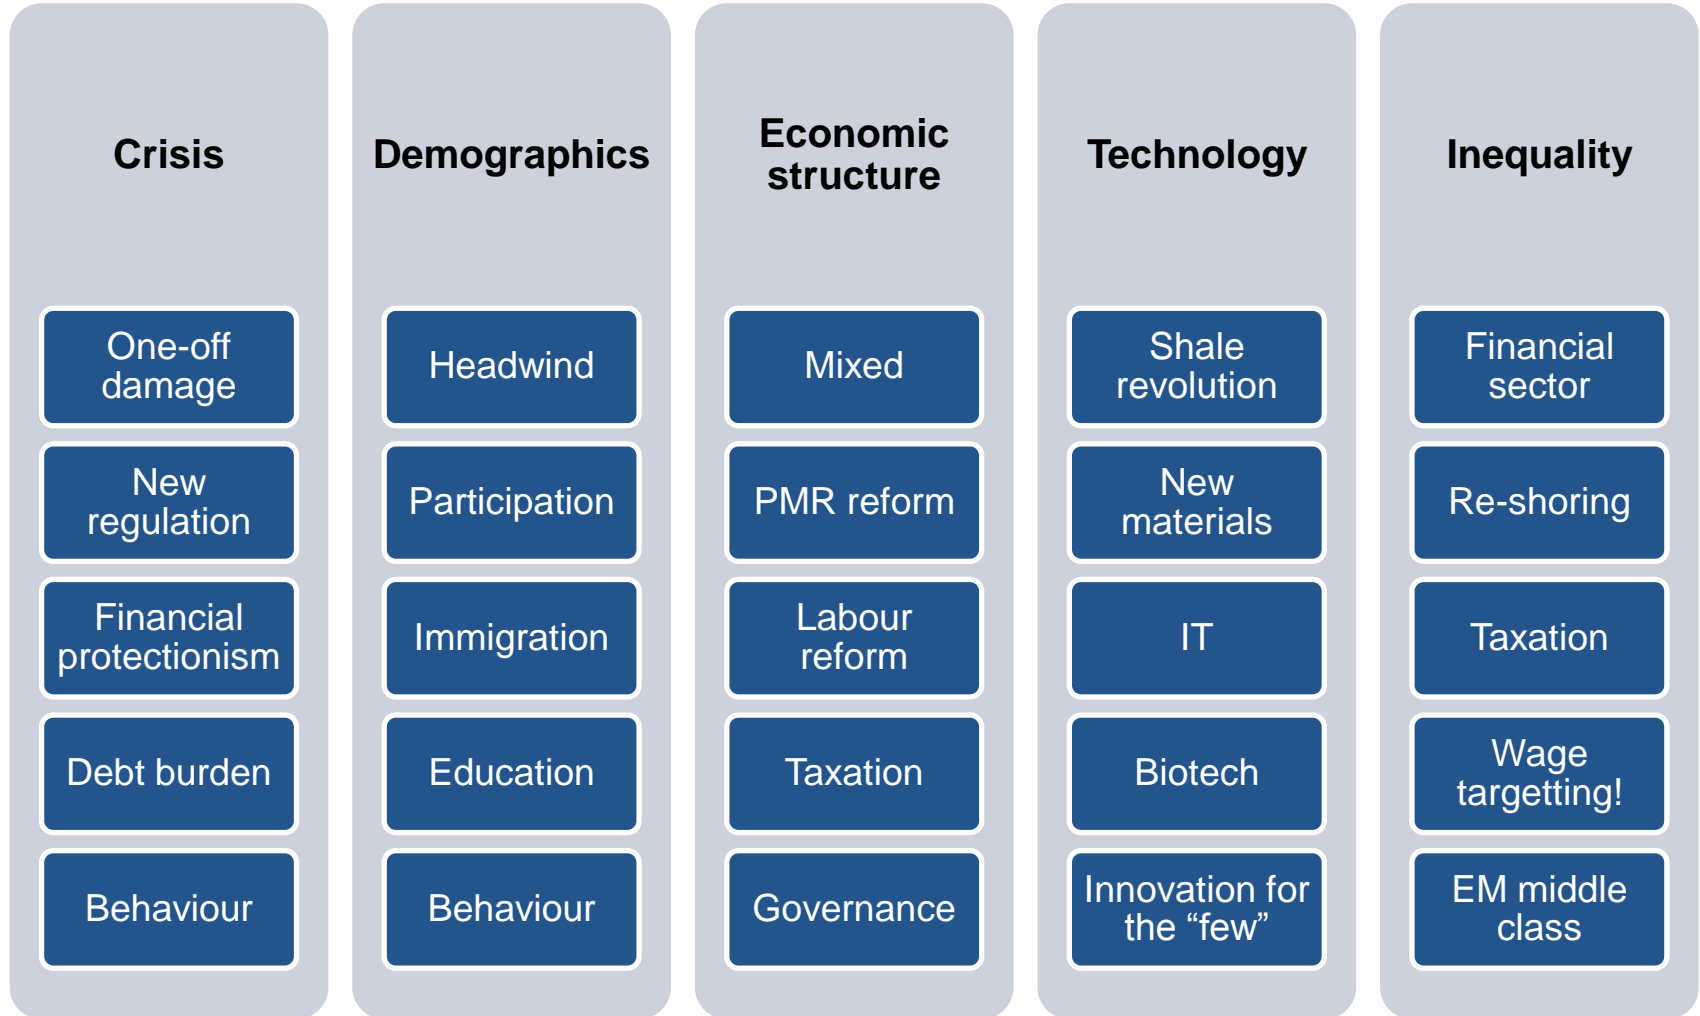 Crisis
One-off
damage
New
regulation
Financial
protectionism
Debt burden
Behaviour
Demographics
Headwind
Participation
Immigration
Education
Behaviour
Economic
structure
Mixed
PMR reform
Labour
reform
Taxation
Governance
Technology
Shale
revolution
New
materials
IT
Biotech
Innovation for
the “few”
Inequality
Financial
sector
Re-shoring
Taxation
Wage
targetting!
EM middle
class